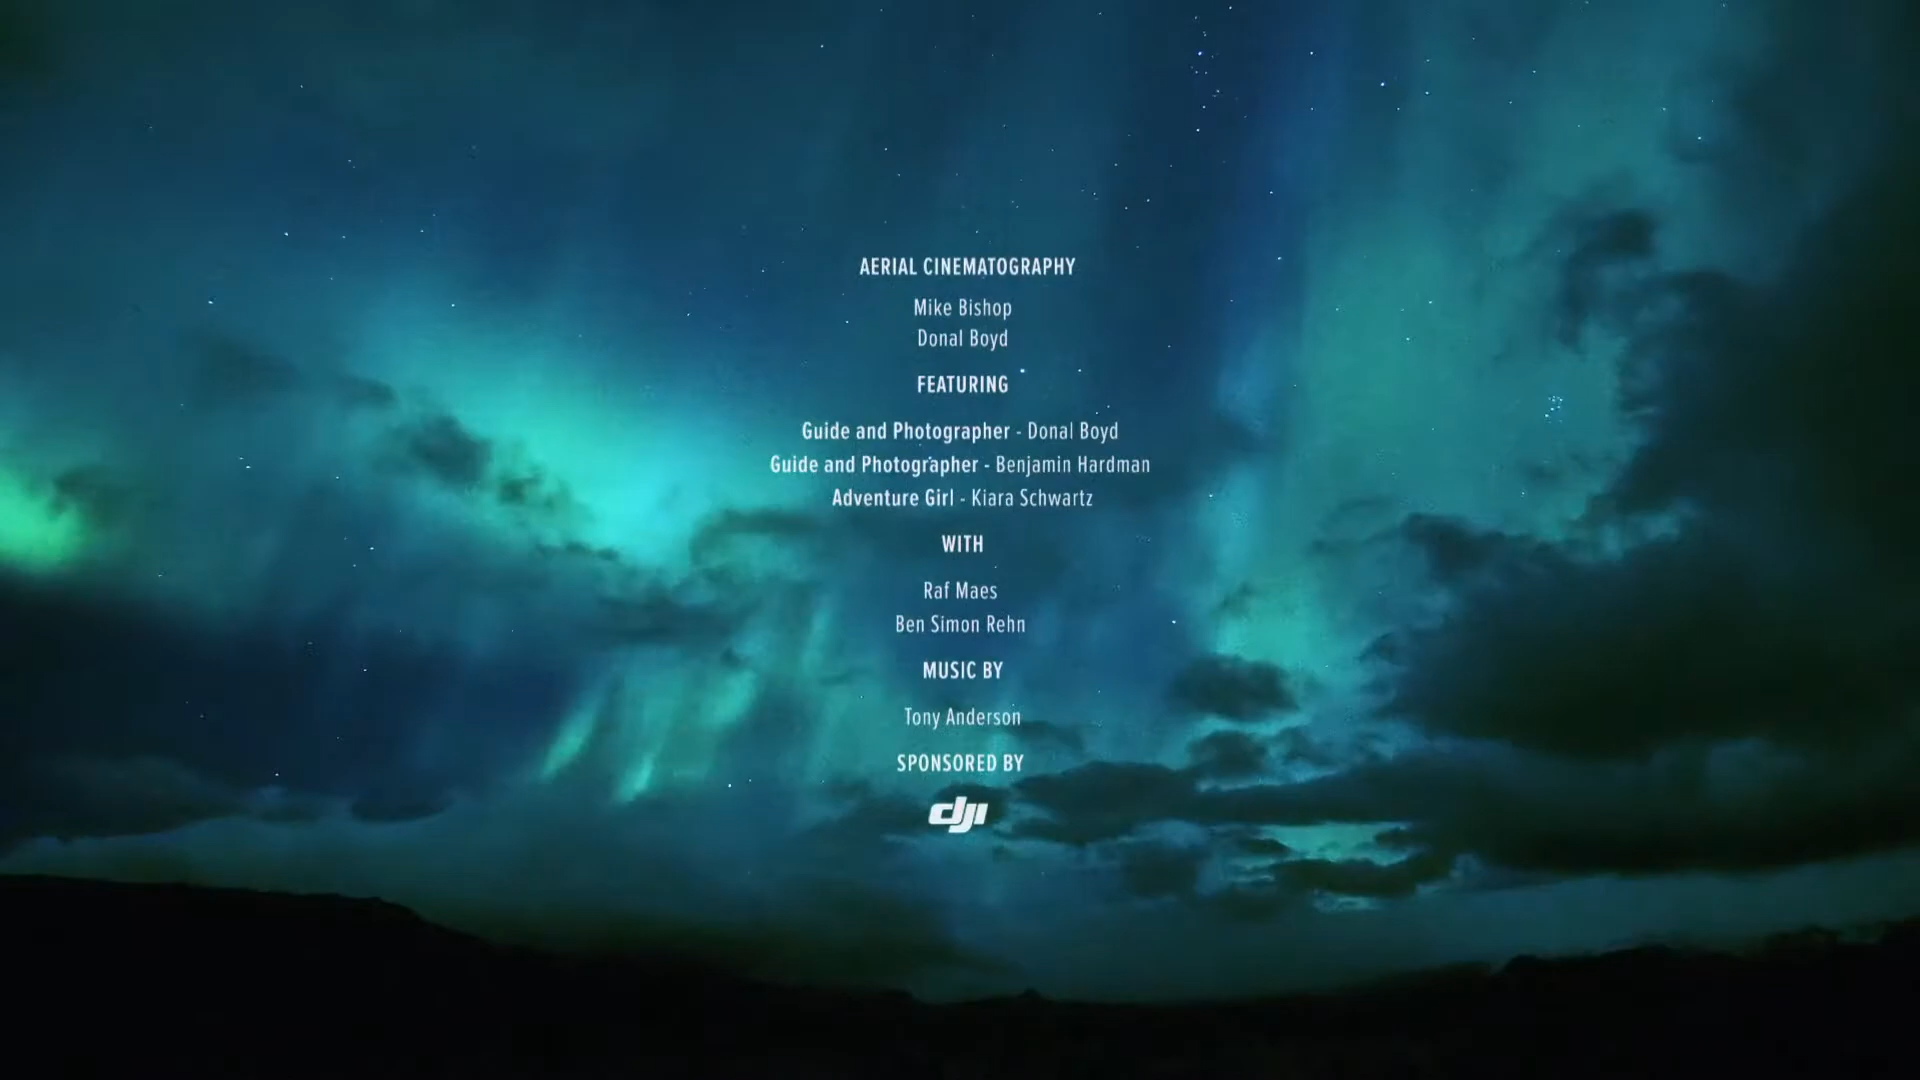 AERIAL CINEMATOGRAPHY
Mike Bishop
Donal Boyd
FEATURING
Guide and Photographer - Donal Boyd
Guide and Photographer - Benjamin Hardman
Adventure Girl - Kiara Schwartz
WITH
Raf Maes
Ben Simon Rehn
MUSIC BY
Tony Anderson
SPONSORED BY
dji